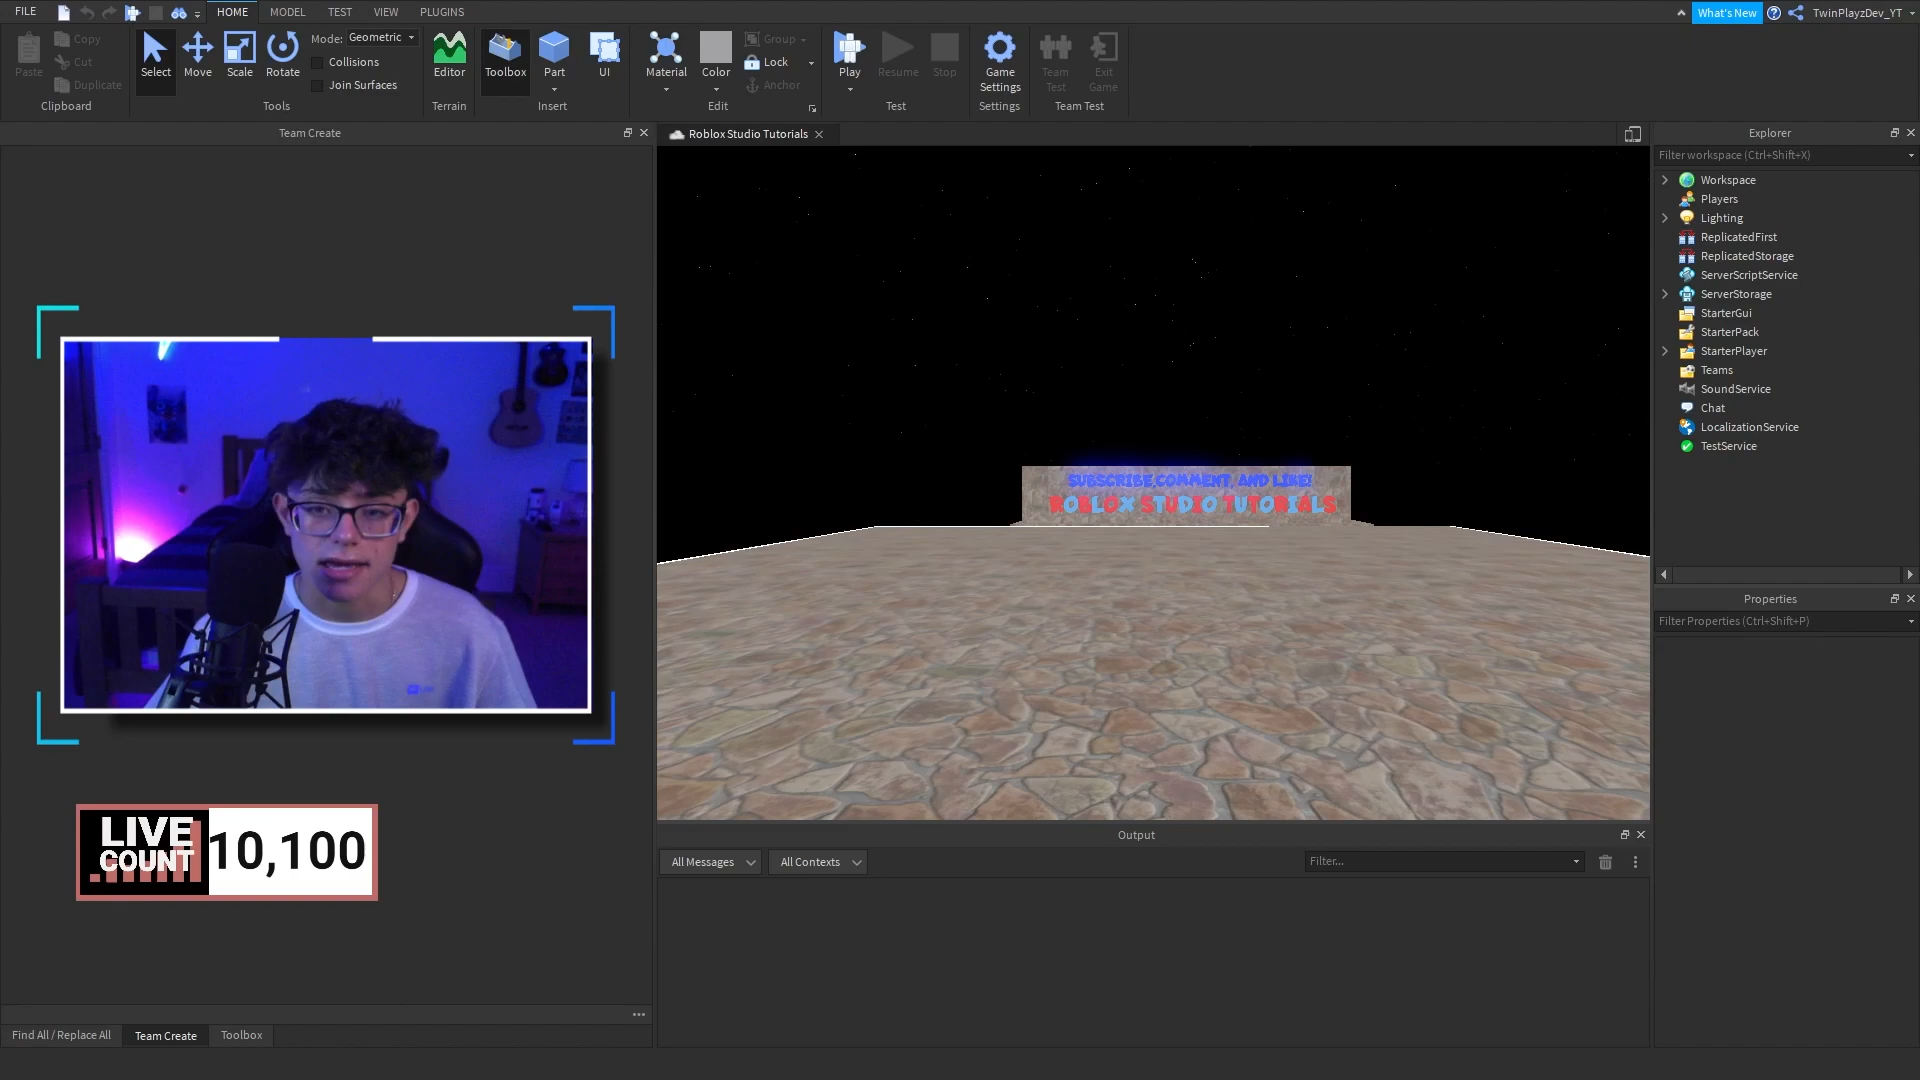 FILE HOME MODEL TEST VIEW PLUGINS What's New TwinPlayzDev_YT
Paste Copy Cut Duplicate
Clipboard
Select Move Scale Rotate Mode: Geometric
Collisions
Join Surfaces
Tools
Editor
Terrain
Toolbox Part UI
Insert
Material Color Group Lock Anchor
Edit
Play Resume Stop
Test
Game Settings
Settings
Team Test Exit Game
Team Test
Team Create
Roblox Studio Tutorials
SUBSCRIBE,COMMENT, AND LIKE!
ROBLOX STUDIO TUTORIALS
Explorer
Filter workspace (Ctrl+Shift+X)
Workspace
Players
Lighting
ReplicatedFirst
ReplicatedStorage
ServerScriptService
ServerStorage
StarterGui
StarterPack
StarterPlayer
Teams
SoundService
Chat
LocalizationService
TestService
Properties
Filter Properties (Ctrl+Shift+P)
LIVE
COUNT
10,100
Output
All Messages All Contexts Filter...
Find All / Replace All Team Create Toolbox